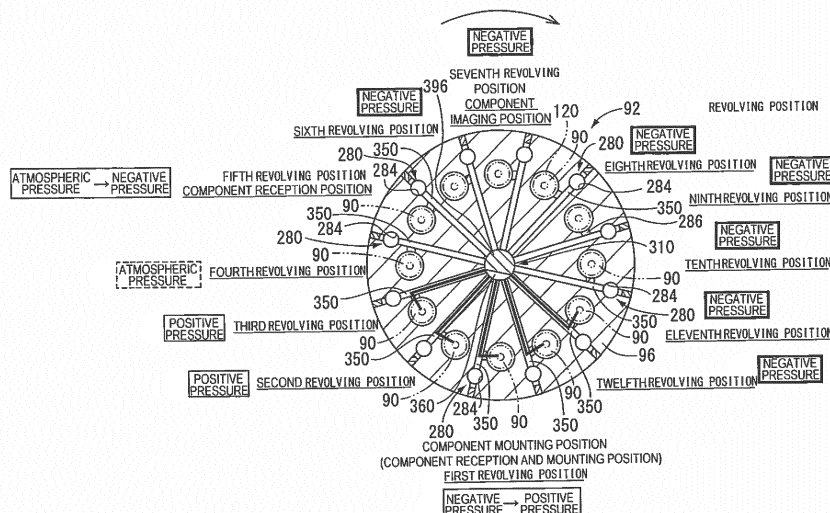 NEGATIVE
PRESSURE
SEVENTH REVOLVING
POSITION
COMPONENT
IMAGING POSITION
NEGATIVE
PRESSURE
396
SIXTH REVOLVING POSITION
350
280
284
120
92
90
280
REVOLVING POSITION
NEGATIVE
PRESSURE
EIGHTH REVOLVING POSITION
NEGATIVE
PRESSURE
ATMOSPHERIC
PRESSURE → NEGATIVE
PRESSURE
FIFTH REVOLVING POSITION
COMPONENT RECEPTION POSITION
284
350
NINTH REVOLVING POSITION
90
350
284
280
286
310
NEGATIVE
PRESSURE
90
ATMOSPHERIC
PRESSURE
FOURTH REVOLVING POSITION
TENTH REVOLVING POSITION
90
284
280
350
NEGATIVE
PRESSURE
350
90
POSITIVE
PRESSURE
THIRD REVOLVING POSITION
ELEVENTH REVOLVING POSITION
90
350
96
POSITIVE
PRESSURE
SECOND REVOLVING POSITION
TWELFTH REVOLVING POSITION
NEGATIVE
PRESSURE
90
360
284
280
350
90
350
90
350
COMPONENT MOUNTING POSITION
(COMPONENT RECEPTION AND MOUNTING POSITION)
FIRST REVOLVING POSITION
NEGATIVE
PRESSURE → POSITIVE
PRESSURE